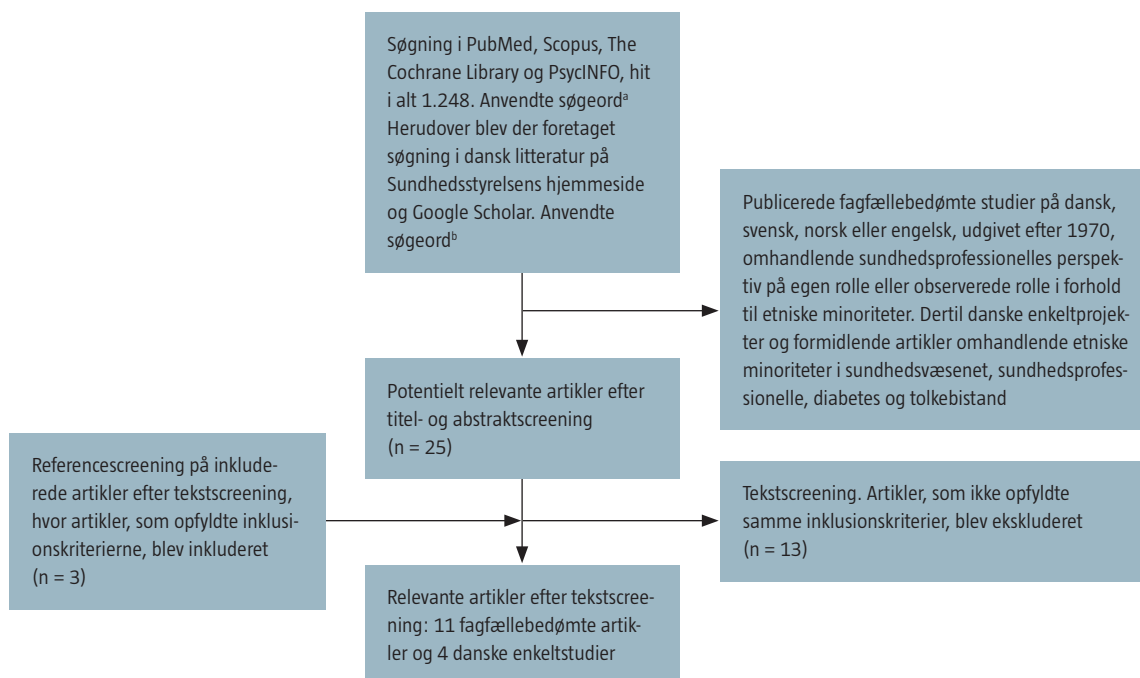 Søgning i PubMed, Scopus, The
Cochrane Library og PsycINFO, hit
i alt 1.248. Anvendte søgeordᵃ
Herudover blev der foretaget
søgning i dansk litteratur på
Sundhedsstyrelsens hjemmeside
og Google Scholar. Anvendte
søgeordᵇ
Publicerede fagfællebedømte studier på dansk,
svensk, norsk eller engelsk, udgivet efter 1970,
omhandlende sundhedsprofessionelles perspek-
tiv på egen rolle eller observerede rolle i forhold
til etniske minoriteter. Dertil danske enkeltprojek-
ter og formidlende artikler omhandlende etniske
minoriteter i sundhedsvæsenet, sundhedsprofes-
sionelle, diabetes og tolkebistand
Potentielt relevante artikler efter
titel- og abstraktscreening
(n = 25)
Referencescreening på inklude-
rede artikler efter tekstscreening,
hvor artikler, som opfyldte inklusi-
onskriterierne, blev inkluderet
(n = 3)
Tekstscreening. Artikler, som ikke opfyldte
samme inklusionskriterier, blev ekskluderet
(n = 13)
Relevante artikler efter tekstscree-
ning: 11 fagfællebedømte artik-
ler og 4 danske enkeltstudier